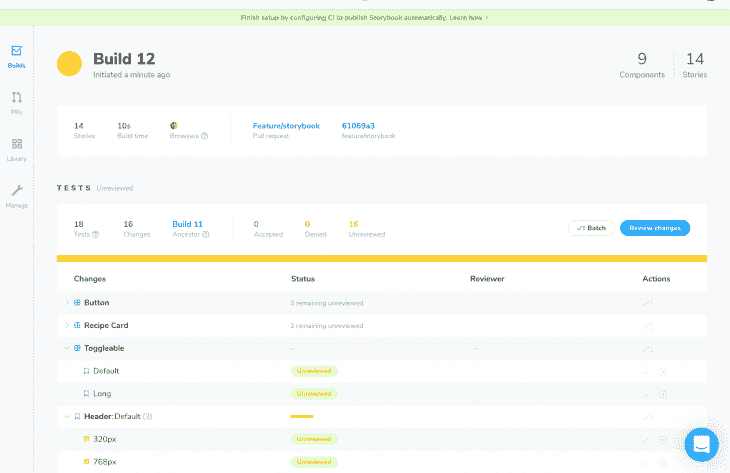 Finish setup by configuring CI to publish Storybook automatically. Learn how
Builds
PRs
Library
Manage
Build 12
Initiated a minute ago
9 Components
14 Stories
14 Stories
10s Build time
Browsers
Feature/storybook Pull request
61069a3 feature/storybook
TESTS Unreviewed
18 Tests
16 Changes
Build 11 Ancestor
0 Accepted
0 Denied
16 Unreviewed
Batch
Review changes
Changes Status Reviewer Actions
Button remaining unreviewed
Recipe Card 2 remaining unreviewed
Toggleable -- --
Default Unreviewed
Long Unreviewed
Header: Default (3)
320px Unreviewed
768px Unreviewed